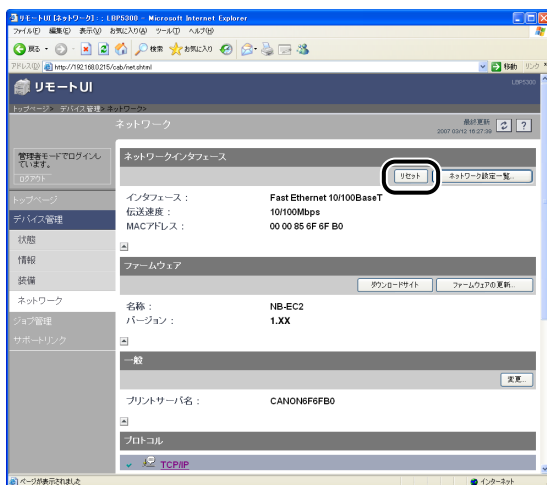 リモートUI [ネットワーク] : ; LBP5300 - Microsoft Internet Explorer
ファイル(F) 編集(E) 表示(V) お気に入り(A) ツール(T) ヘルプ(H)
戻る 検索 お気に入り
アドレス(D) http://192.168.0.215/cab/net.shtml 移動 リンク
リモートUI LBP5300
トップページ> デバイス管理> ネットワーク>
ネットワーク 最終更新
2007 03/12 16:27:30
管理者モードでログインしています。
ログアウト
トップページ
デバイス管理
状態
情報
装備
ネットワーク
ジョブ管理
サポートリンク
ネットワークインタフェース
リセット ネットワーク設定一覧...
インタフェース : Fast Ethernet 10/100BaseT
伝送速度 : 10/100Mbps
MACアドレス : 00 00 85 6F 6F B0
ファームウェア
ダウンロードサイト ファームウェアの更新...
名称 : NB-EC2
バージョン : 1.XX
一般
変更...
プリントサーバ名 : CANON6F6FB0
プロトコル
TCP/IP
ページが表示されました インターネット